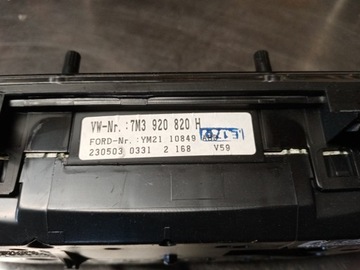 VW-Nr.:7M3 920 820 H
FORD-Nr.:YM21 10849
230503 0331 2 168 V59